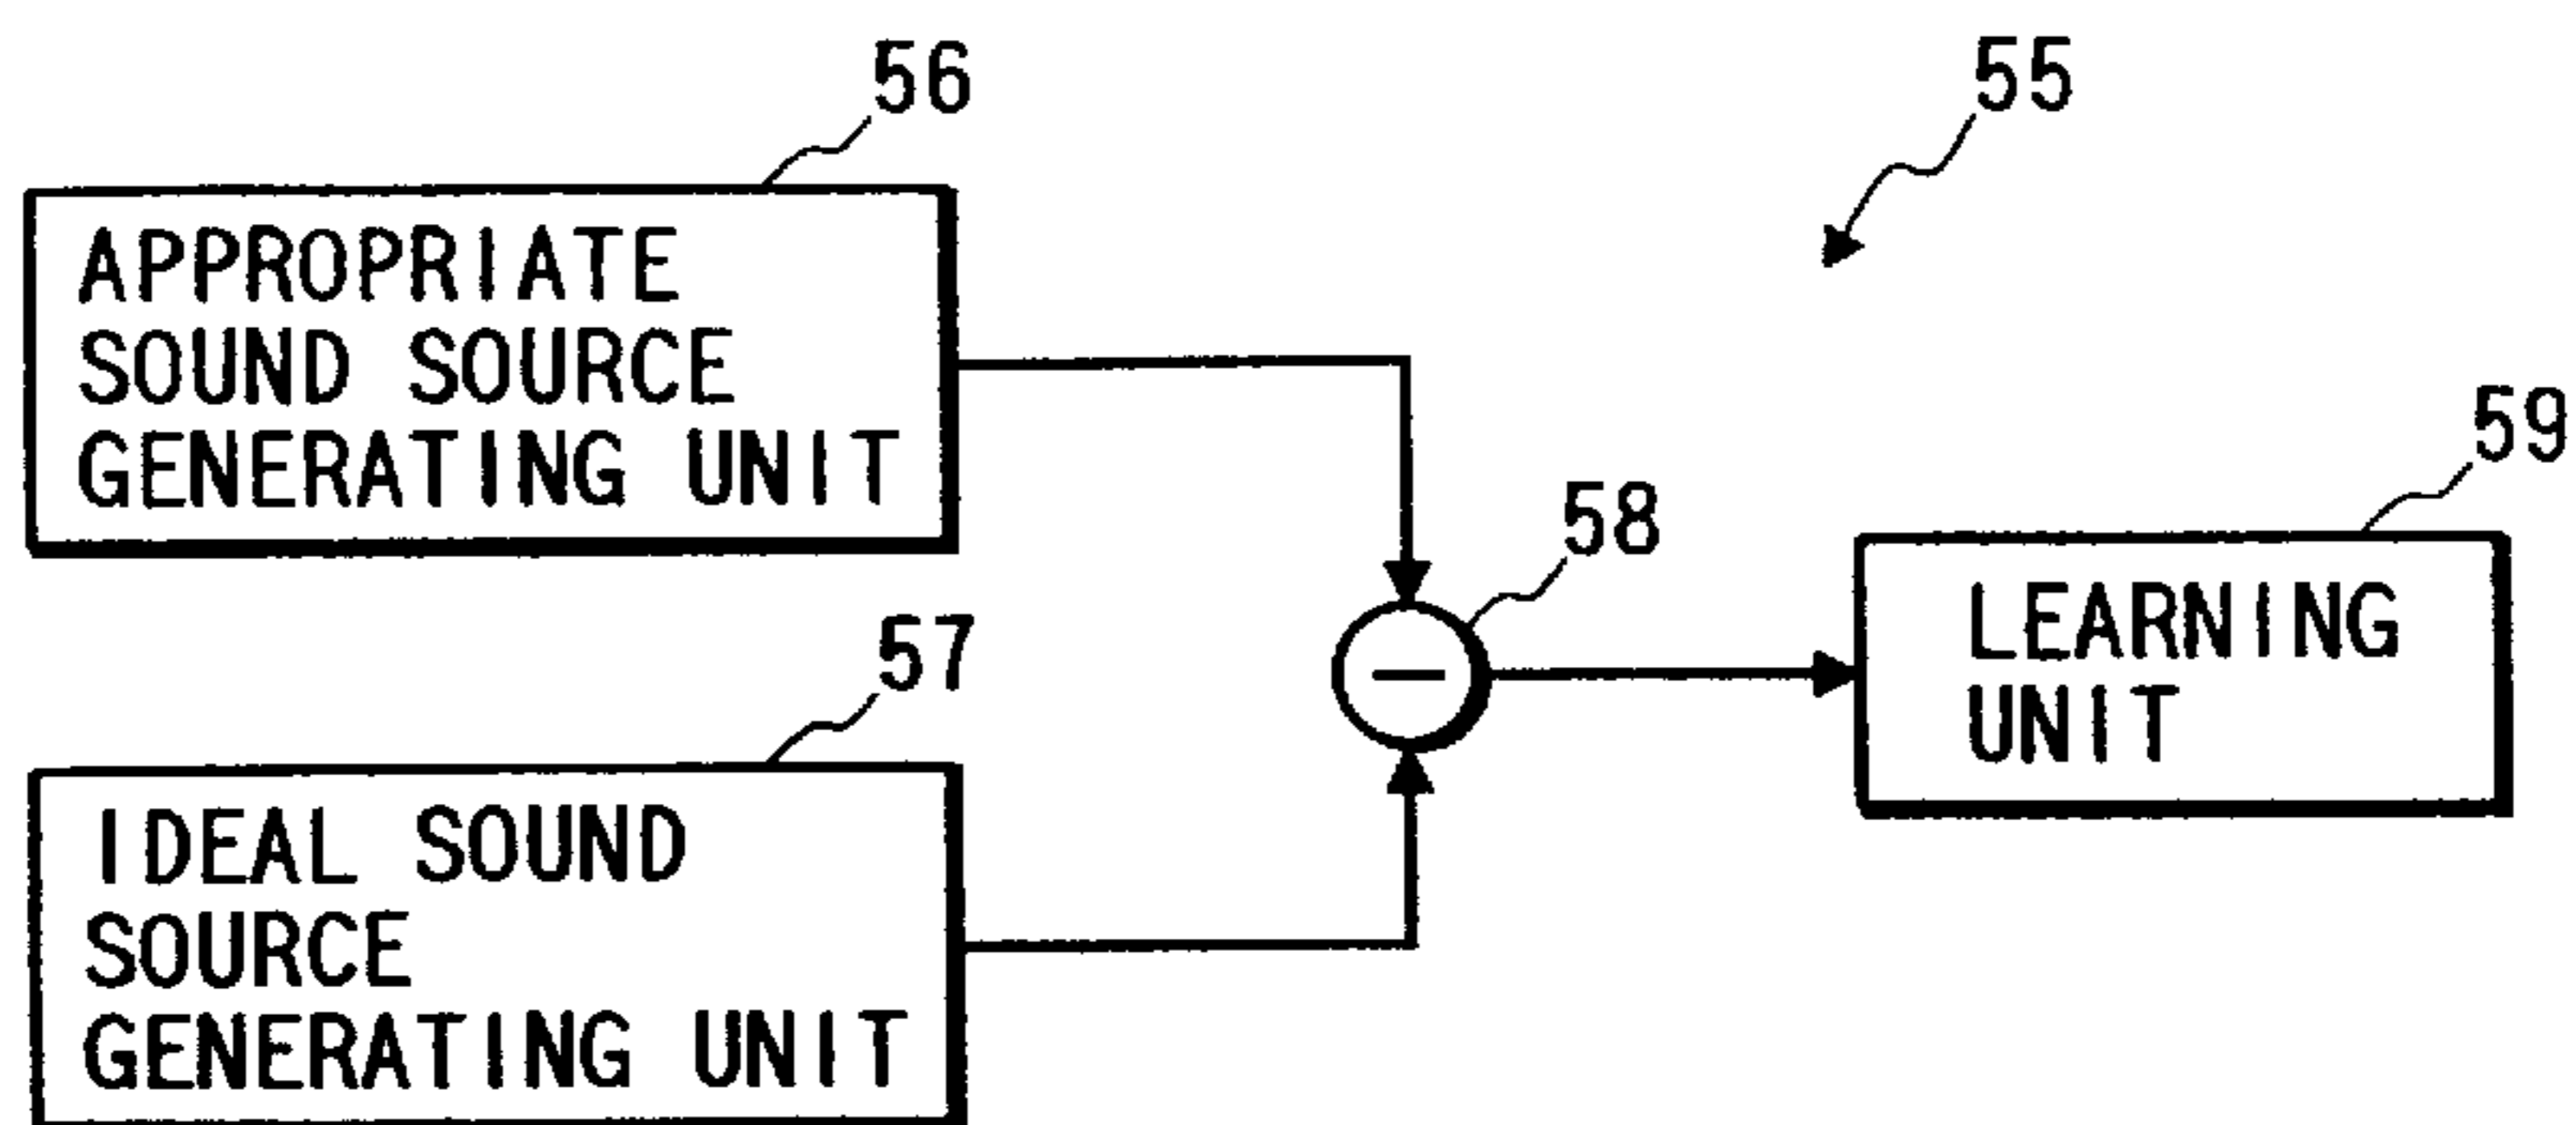 56
55
APPROPRIATE
SOUND SOURCE
GENERATING UNIT
59
58
LEARNING
UNIT
57
IDEAL SOUND
SOURCE
GENERATING UNIT